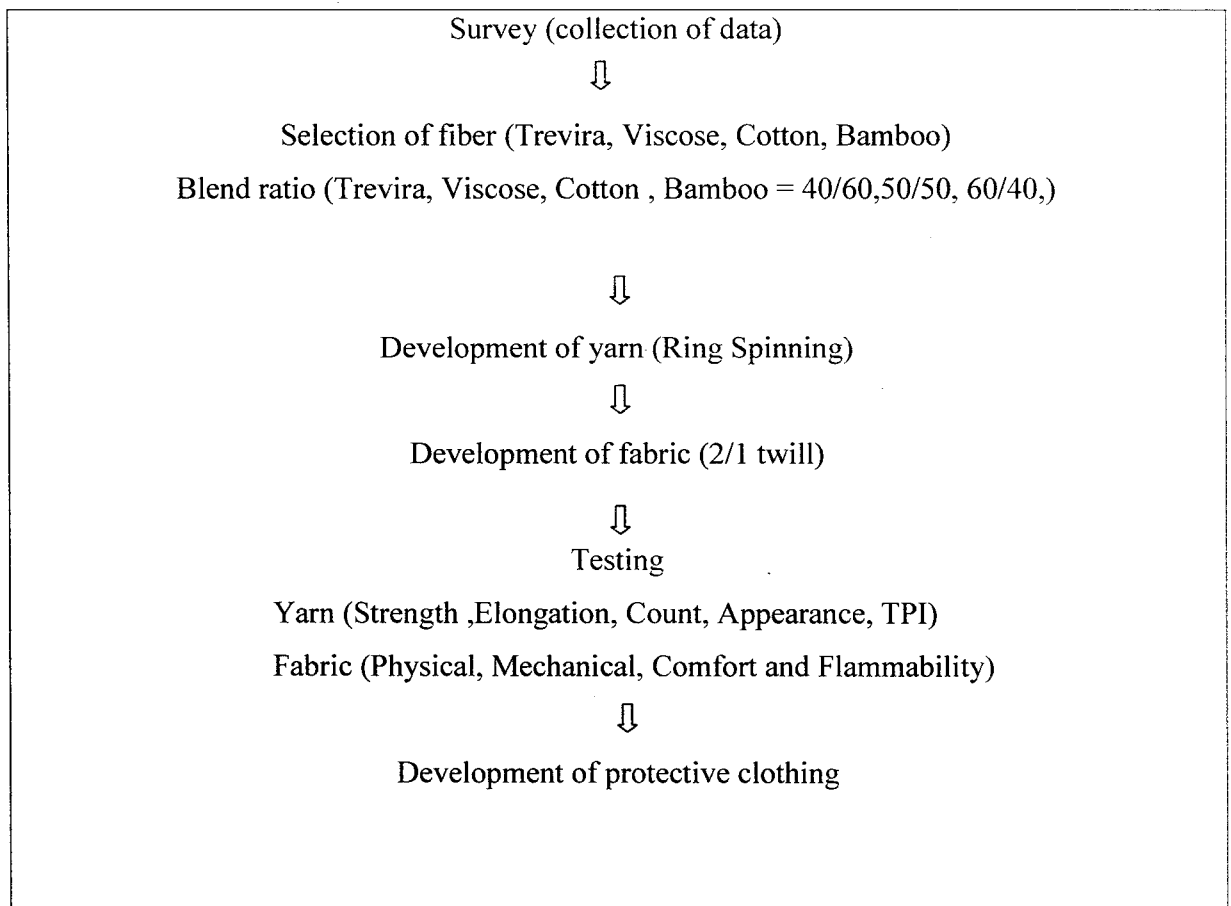 Survey (collection of data)
⇩
Selection of fiber (Trevira, Viscose, Cotton, Bamboo)
Blend ratio (Trevira, Viscose, Cotton , Bamboo = 40/60,50/50, 60/40,)
⇩
Development of yarn (Ring Spinning)
⇩
Development of fabric (2/1 twill)
⇩
Testing
Yarn (Strength ,Elongation, Count, Appearance, TPI)
Fabric (Physical, Mechanical, Comfort and Flammability)
⇩
Development of protective clothing